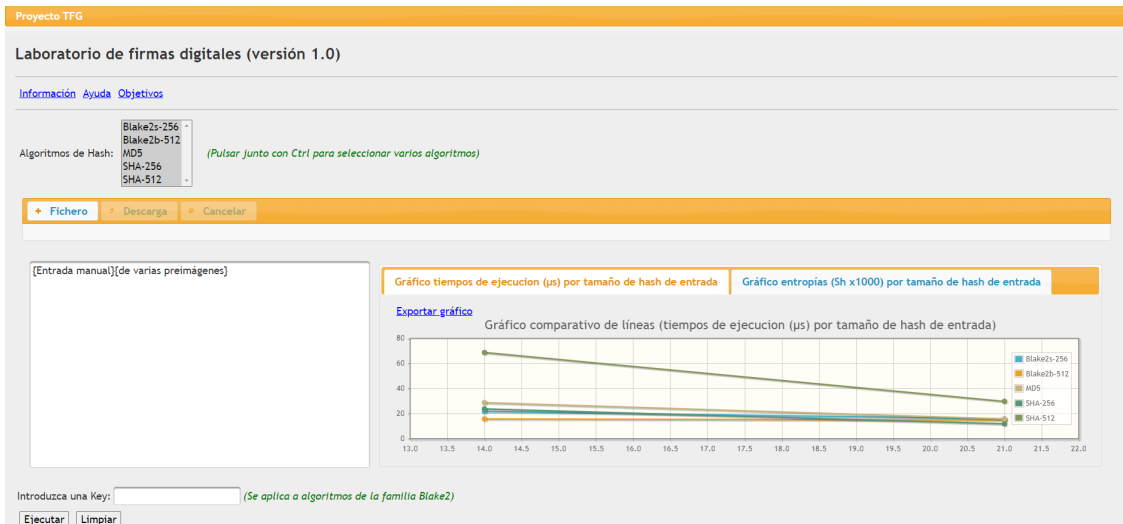 Proyecto TFG
Laboratorio de firmas digitales (versión 1.0)
Información Ayuda Objetivos
Algoritmos de Hash:
Blake2s-256
Blake2b-512
MD5
SHA-256
SHA-512
(Pulsar junto con Ctrl para seleccionar varios algoritmos)
+ Fichero Descarga Cancelar
{Entrada manual}{de varias preimágenes}
Gráfico tiempos de ejecucion (µs) por tamaño de hash de entrada
Gráfico entropías (Sh x1000) por tamaño de hash de entrada
Exportar gráfico
Gráfico comparativo de líneas (tiempos de ejecucion (µs) por tamaño de hash de entrada)
80
60
40
20
0
13.0 13.5 14.0 14.5 15.0 15.5 16.0 16.5 17.0 17.5 18.0 18.5 19.0 19.5 20.0 20.5 21.0 21.5 22.0
Blake2s-256
Blake2b-512
MD5
SHA-256
SHA-512
Introduzca una Key:
(Se aplica a algoritmos de la familia Blake2)
Ejecutar Limpiar